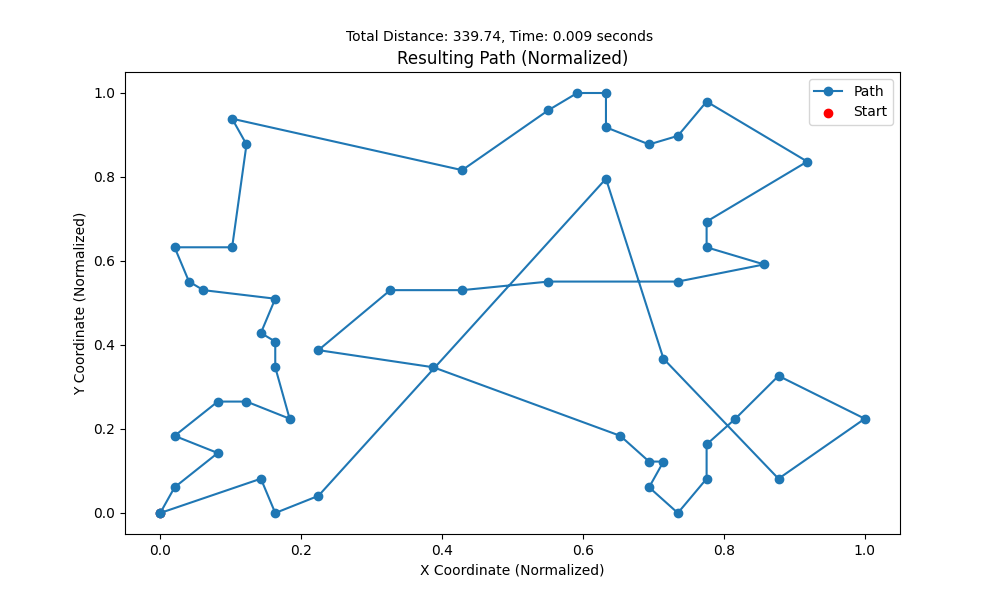 Total Distance: 339.74, Time: 0.009 seconds
Resulting Path (Normalized)
Path
Start
Y Coordinate (Normalized)
1.0
0.8
0.6
0.4
0.2
0.0
0.0 0.2 0.4 0.6 0.8 1.0
X Coordinate (Normalized)